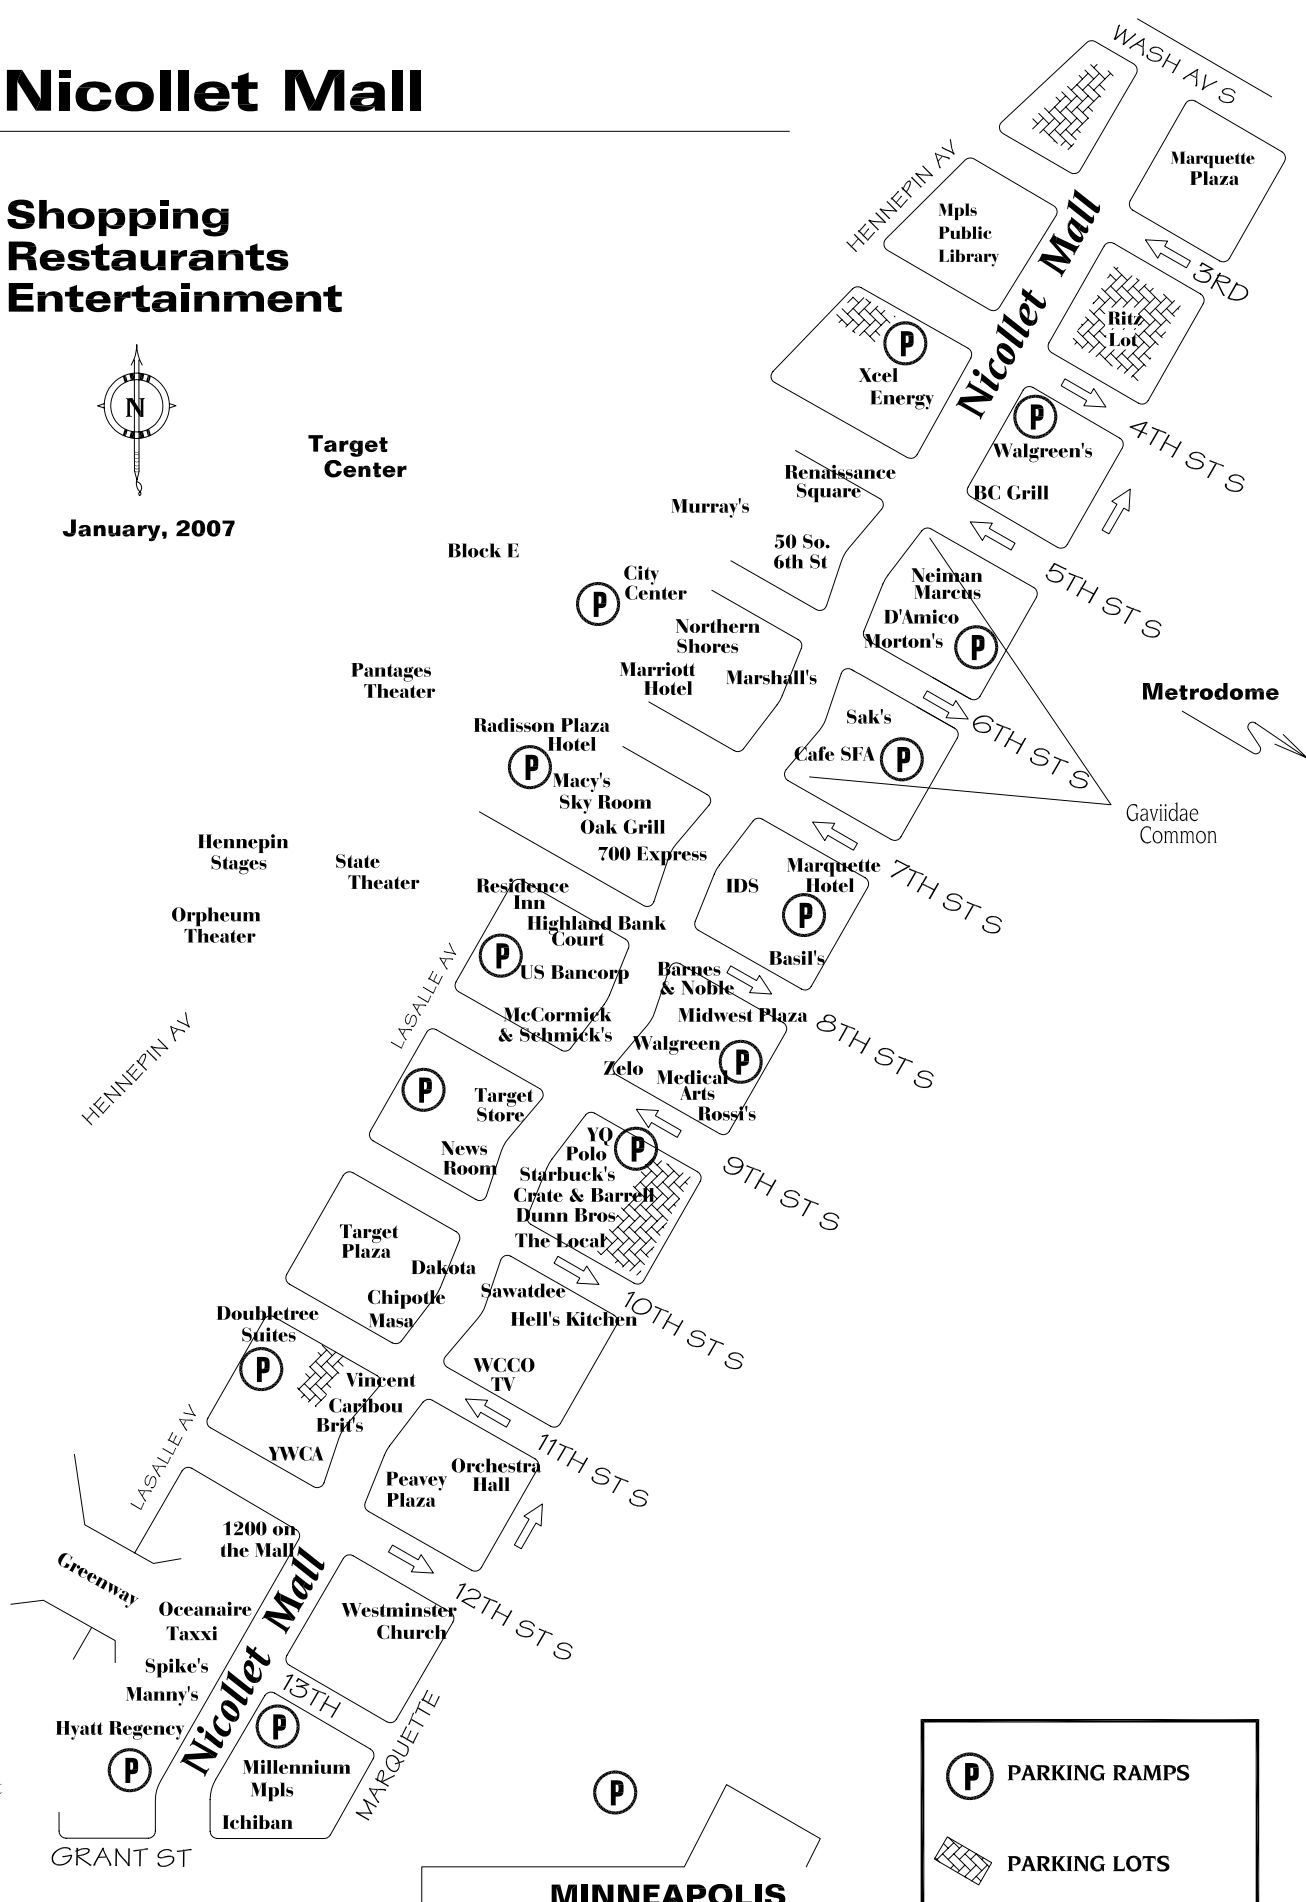 Nicollet Mall
Shopping
Restaurants
Entertainment
N
January, 2007
WASH AV S
Marquette
Plaza
HENNEPIN AV
Mpls
Public
Library
Nicollet Mall
3RD
Ritz
Lot
P
Xcel
Energy
P
Walgreen's
BC Grill
4TH ST S
Target
Center
Renaissance
Square
Murray's
50 So.
6th St
Block E
5TH ST S
Neiman
Marcus
D'Amico
Morton's
P
City
Center
P
Northern
Shores
Marriott
Hotel
Marshall's
Metrodome
6TH ST S
Pantages
Theater
Sak's
Cafe SFA
P
Gaviidae
Common
Radisson Plaza
Hotel
P
Macy's
Sky Room
Oak Grill
700 Express
7TH ST S
Hennepin
Stages
State
Theater
Orpheum
Theater
IDS
Marquette
Hotel
P
Basil's
Residence
Inn
Highland Bank
Court
P
US Bancorp
McCormick
& Schmick's
LASALLE AV
HENNEPIN AV
Barnes
& Noble
Midwest Plaza
Walgreen
P
Zelo
Medical
Arts
Rossi's
8TH ST S
P
Target
Store
News
Room
YQ
P
Polo
Starbuck's
Crate & Barrell
Dunn Bros
The Local
9TH ST S
Target
Plaza
Dakota
Chipotle
Masa
Sawatdee
Hell's Kitchen
WCCO
TV
10TH ST S
Doubletree
Suites
P
Vincent
Caribou
Brit's
YWCA
LASALLE AV
Peavey
Plaza
Orchestra
Hall
11TH ST S
1200 on
the Mall
Greenway
Nicollet Mall
Oceanaire
Taxxi
Spike's
Manny's
Hyatt Regency
P
Westminster
Church
12TH ST S
13TH
P
Millennium
Mpls
Ichiban
MARQUETTE
GRANT ST
P
MINNEAPOLIS
P PARKING RAMPS
PARKING LOTS